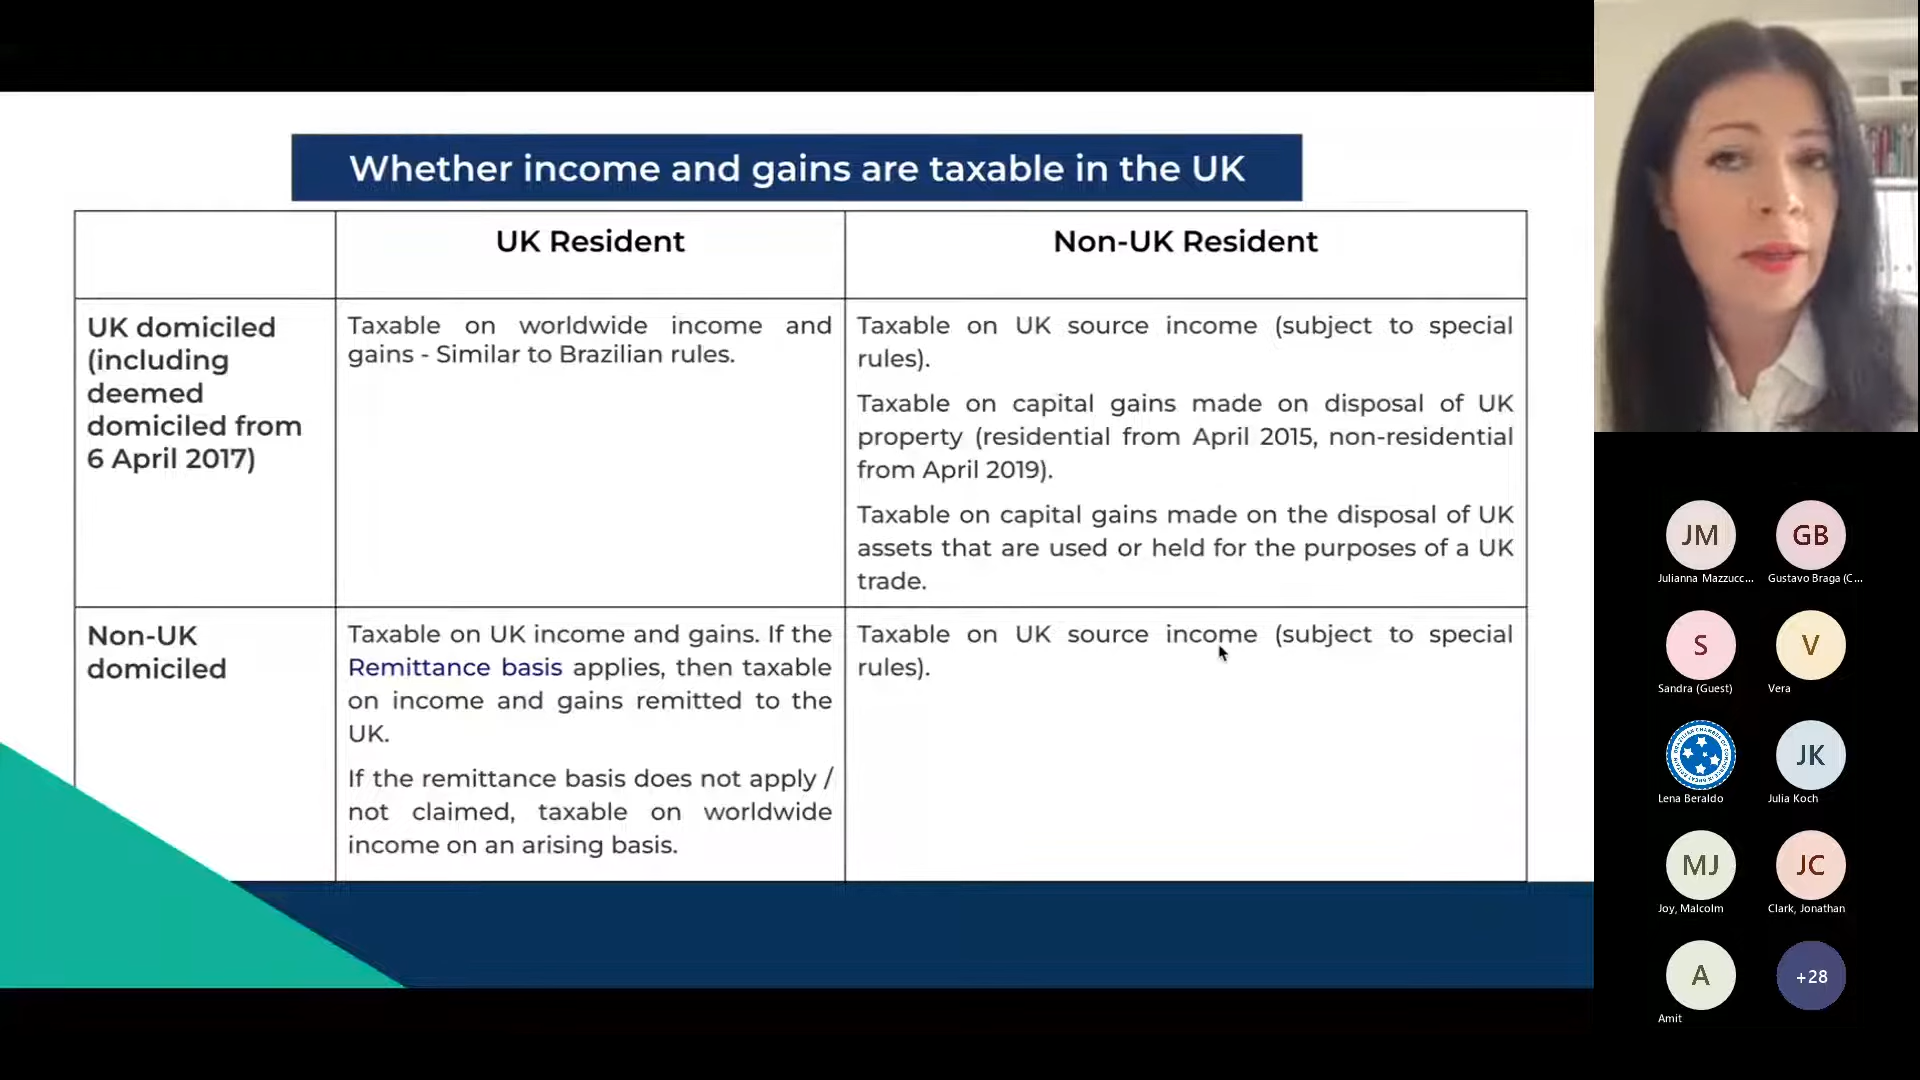 Whether income and gains are taxable in the UK
UK Resident
Non-UK Resident
UK domiciled
(including
deemed
domiciled from
6 April 2017)
Taxable on worldwide income and
gains - Similar to Brazilian rules.
Taxable on UK source income (subject to special
rules).
Taxable on capital gains made on disposal of UK
property (residential from April 2015, non-residential
from April 2019).
Taxable on capital gains made on the disposal of UK
assets that are used or held for the purposes of a UK
trade.
Non-UK
domiciled
Taxable on UK income and gains. If the
Remittance basis applies, then taxable
on income and gains remitted to the
UK.
If the remittance basis does not apply /
not claimed, taxable on worldwide
income on an arising basis.
Taxable on UK source income (subject to special
rules).
JM
Julianna Mazzucc...
GB
Gustavo Braga (C...
S
Sandra (Guest)
V
Vera
Lena Beraldo
JK
Julia Koch
MJ
Joy, Malcolm
JC
Clark, Jonathan
A
Amit
+28